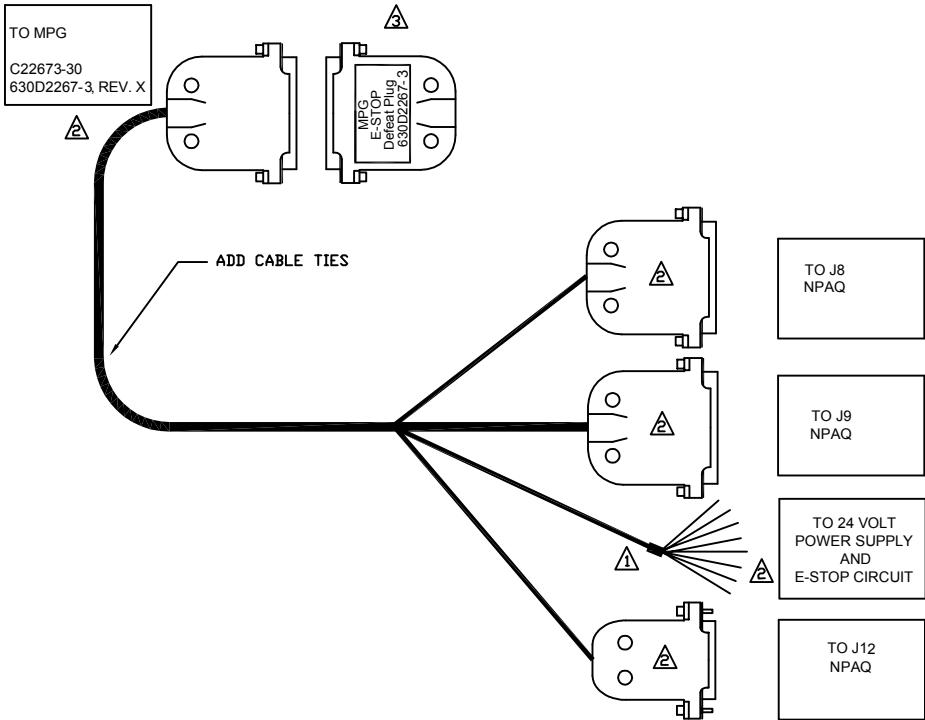 TO MPG
C22673-30
630D2267-3, REV. X
2
3
MPG
E-STOP
Defeat Plug
630D2267-3
ADD CABLE TIES
2
TO J8
NPAQ
2
TO J9
NPAQ
1
2
TO 24 VOLT
POWER SUPPLY
AND
E-STOP CIRCUIT
2
TO J12
NPAQ